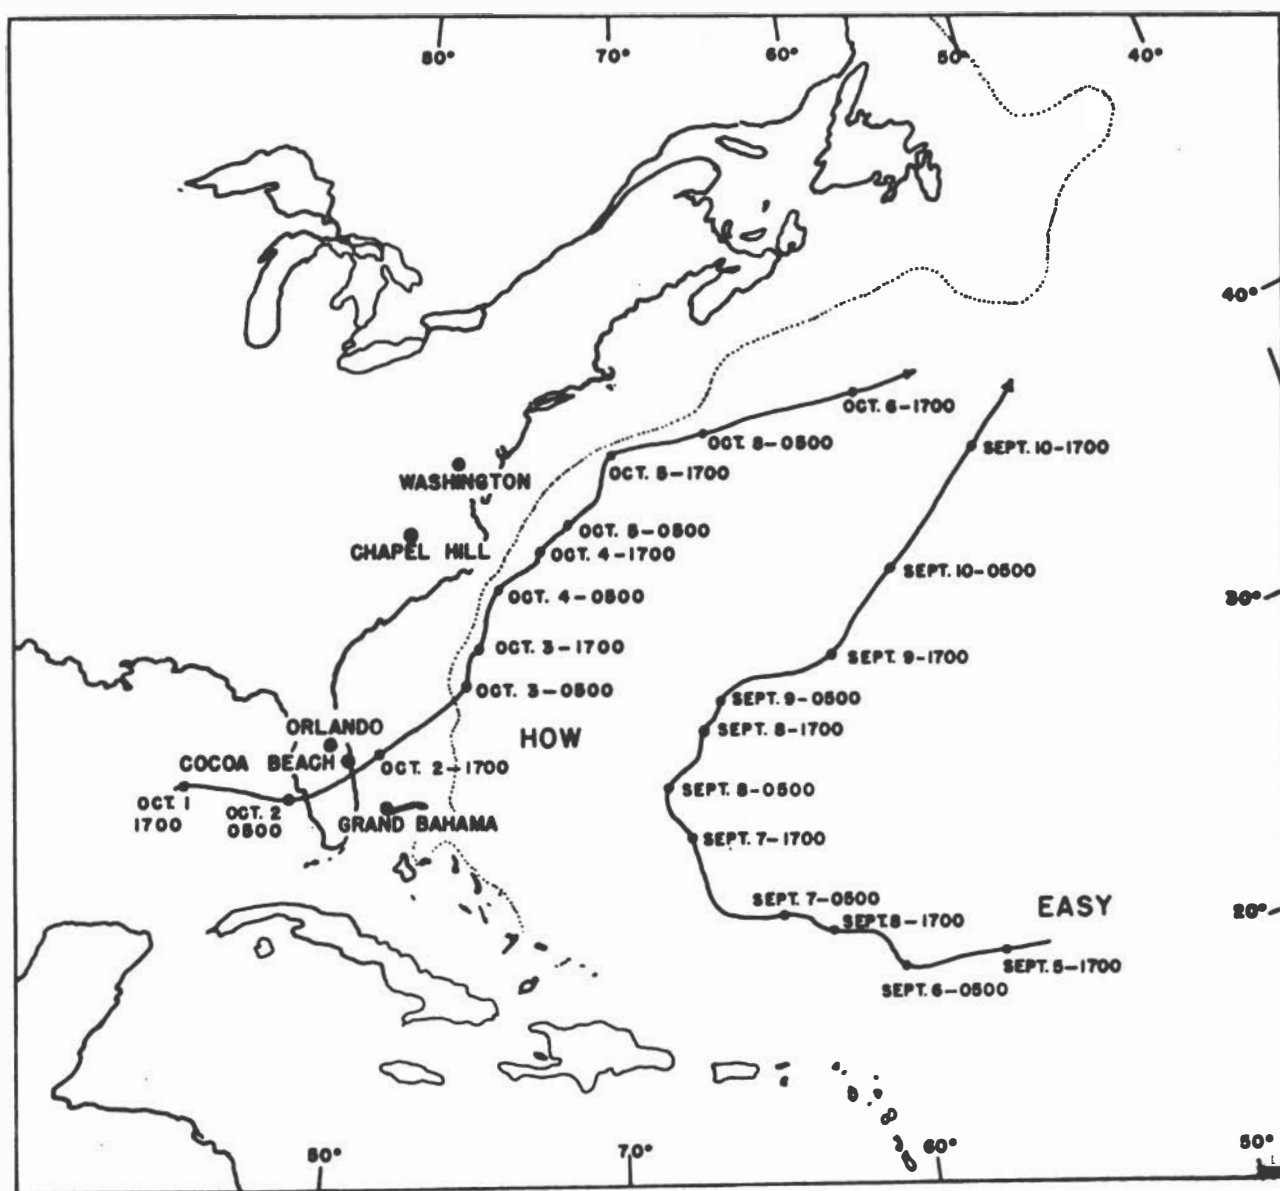 80° 70° 60° 50° 40°
40°
OCT. 6-1700
OCT. 8-0500
SEPT. 10-1700
OCT. 5-1700
WASHINGTON
OCT. 5-0500
CHAPEL HILL
OCT. 4-1700
SEPT. 10-0500
OCT. 4-0500
30°
OCT. 3-1700
SEPT. 9-1700
OCT. 3-0500
SEPT. 9-0500
ORLANDO
HOW
SEPT. 8-1700
COCOA BEACH
OCT. 2-1700
SEPT. 8-0500
OCT. 1
1700
OCT. 2
0500
GRAND BAHAMA
SEPT. 7-1700
SEPT. 7-0500
EASY
20°
SEPT. 8-1700
SEPT. 5-1700
SEPT. 6-0500
50° 70° 60° 50°